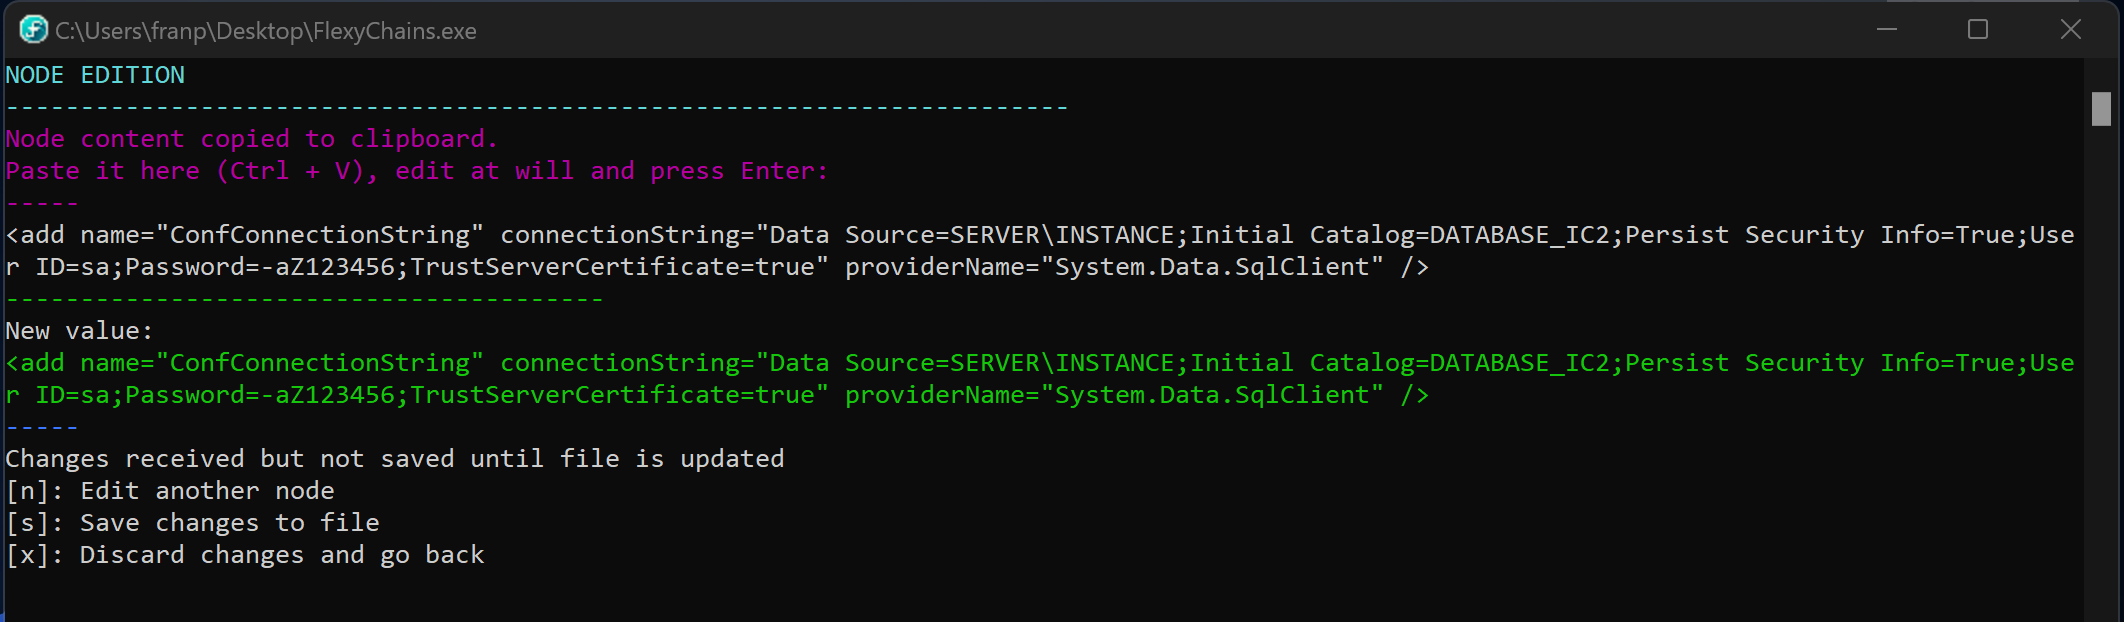 C:\Users\franp\Desktop\FlexyChains.exe
NODE EDITION
-----------------------------------------------------------------------
Node content copied to clipboard.
Paste it here (Ctrl + V), edit at will and press Enter:
-----
<add name="ConfConnectionString" connectionString="Data Source=SERVER\INSTANCE;Initial Catalog=DATABASE_IC2;Persist Security Info=True;Use
r ID=sa;Password=-aZ123456;TrustServerCertificate=true" providerName="System.Data.SqlClient" />
----------------------------------------
New value:
<add name="ConfConnectionString" connectionString="Data Source=SERVER\INSTANCE;Initial Catalog=DATABASE_IC2;Persist Security Info=True;Use
r ID=sa;Password=-aZ123456;TrustServerCertificate=true" providerName="System.Data.SqlClient" />
-----
Changes received but not saved until file is updated
[n]: Edit another node
[s]: Save changes to file
[x]: Discard changes and go back